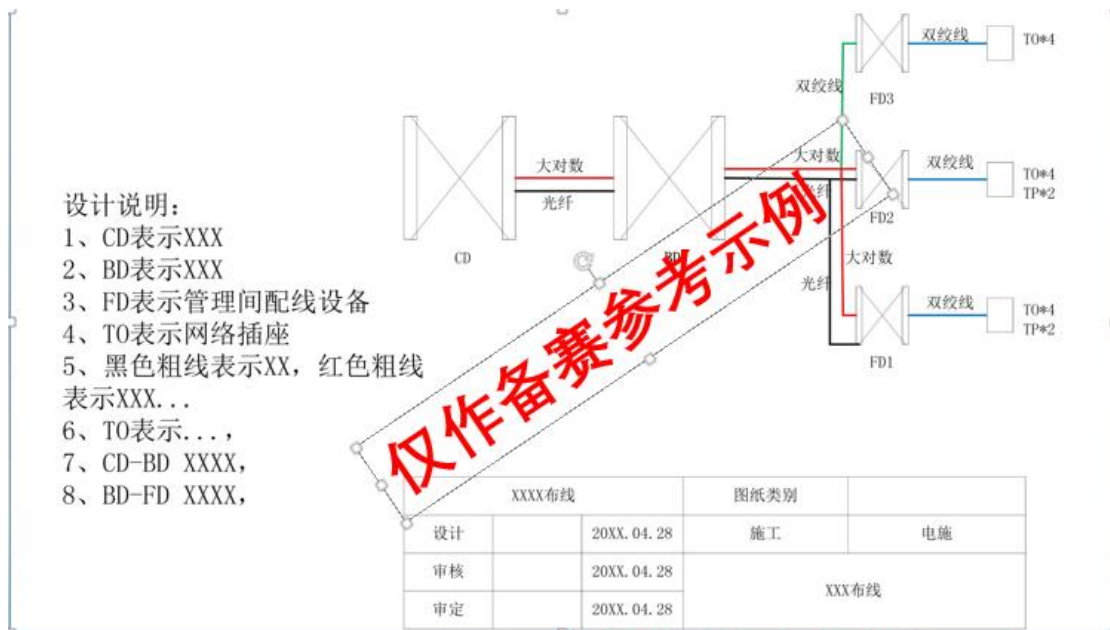 双绞线
TO*4
双绞线
FD3
大对数
光纤
大对数
光纤
双绞线
TO*4
TP*2
FD2
CD
BD
大对数
光纤
双绞线
TO*4
TP*2
FD1
设计说明:
1、CD表示XXX
2、BD表示XXX
3、FD表示管理间配线设备
4、TO表示网络插座
5、黑色粗线表示XX，红色粗线
表示XXX...
6、TO表示...，
7、CD-BD XXXX，
8、BD-FD XXXX，
仅作备赛参考示例
XXXX布线
图纸类别
设计
20XX.04.28
施工
电施
审核
20XX.04.28
XXX布线
审定
20XX.04.28